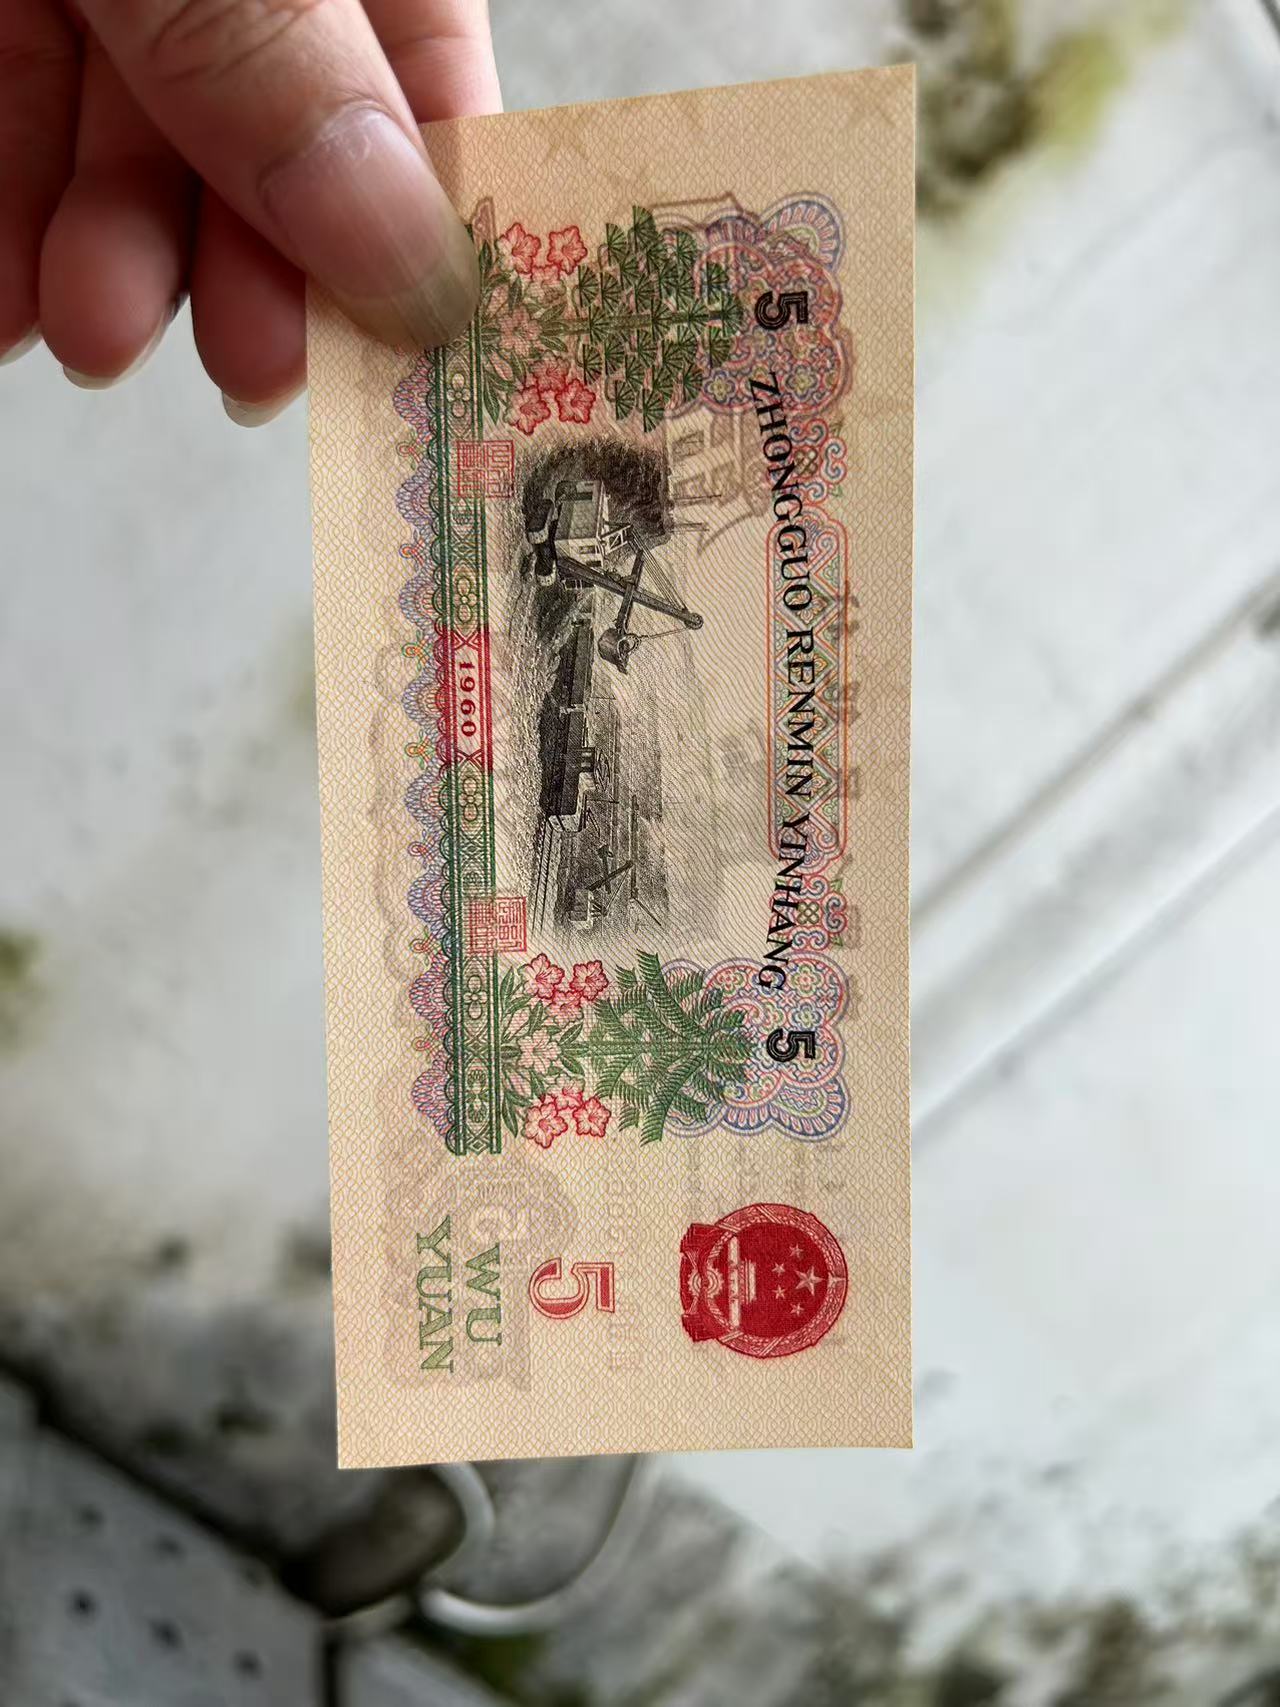 5 ZHONGGUO RENMIN YINHANG 5
1960
5
WU
YUAN